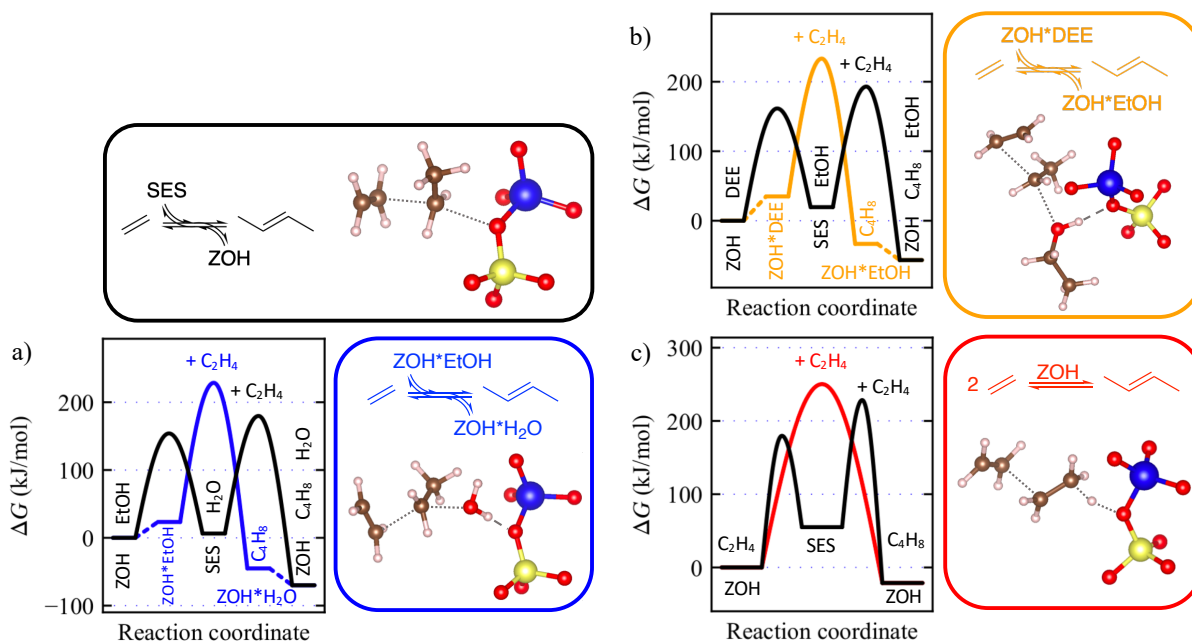 SES
ZOH
a)
ΔG (kJ/mol)
200
100
0
−100
+ C₂H₄
+ C₂H₄
EtOH
ZOH
ZOH*EtOH
H₂O
SES
C₄H₈
ZOH*H₂O
H₂O
C₄H₈
ZOH
Reaction coordinate
ZOH*EtOH
ZOH*H₂O
b)
ΔG (kJ/mol)
200
100
0
+ C₂H₄
+ C₂H₄
DEE
ZOH
ZOH*DEE
EtOH
SES
C₄H₈
ZOH*EtOH
EtOH
C₄H₈
ZOH
Reaction coordinate
ZOH*DEE
ZOH*EtOH
c)
ΔG (kJ/mol)
300
200
100
0
+ C₂H₄
+ C₂H₄
C₂H₄
ZOH
SES
C₄H₈
ZOH
Reaction coordinate
2 ZOH